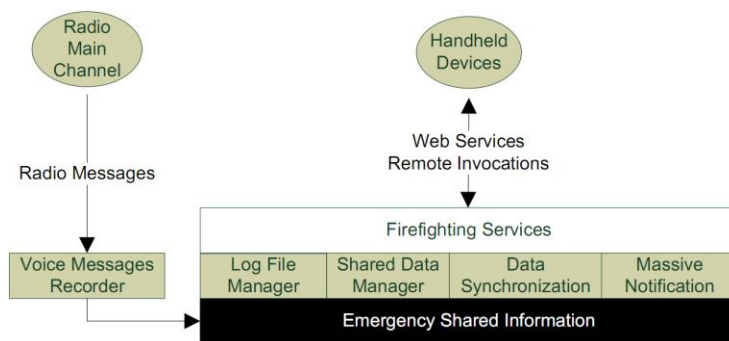 Radio
Main
Channel
Handheld
Devices
Web Services
Remote Invocations
Radio Messages
Firefighting Services
Voice Messages
Recorder
Log File
Manager
Shared Data
Manager
Data
Synchronization
Massive
Notification
Emergency Shared Information